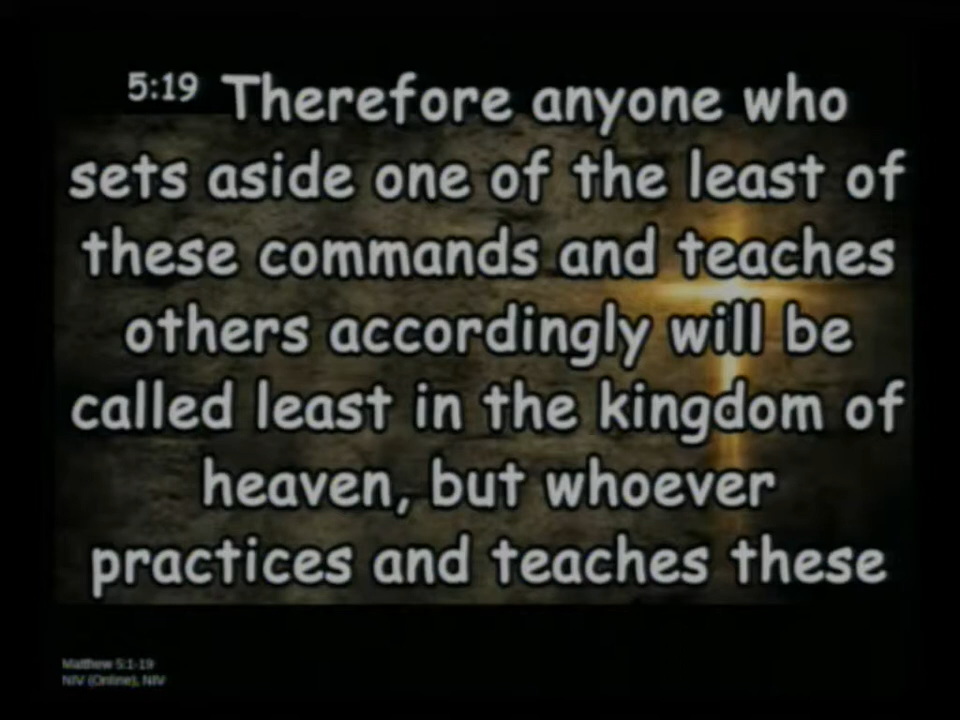 5:19 Therefore anyone who
sets aside one of the least of
these commands and teaches
others accordingly will be
called least in the kingdom of
heaven, but whoever
practices and teaches these
Matthew 5:1-19
NIV (Online), NIV